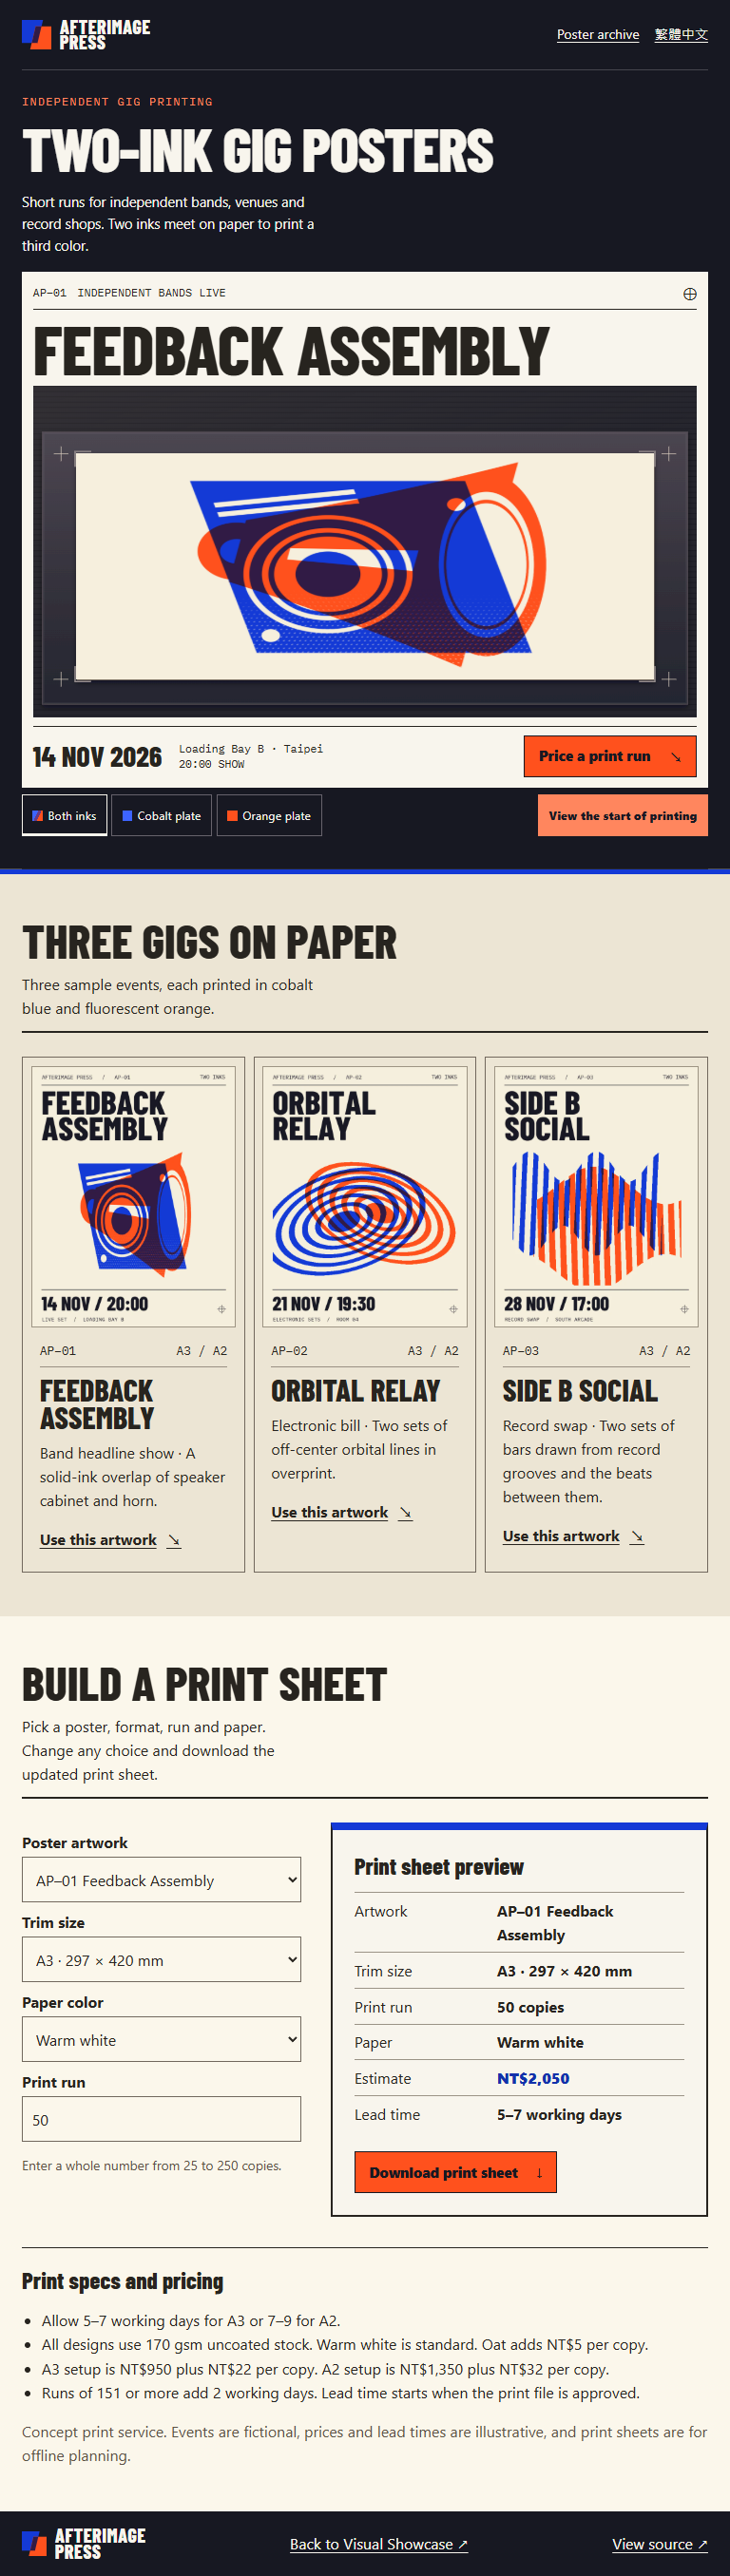 AFTERIMAGE
PRESS
Poster archive
繁體中文
INDEPENDENT GIG PRINTING
TWO-INK GIG POSTERS
Short runs for independent bands, venues and
record shops. Two inks meet on paper to print a
third color.
AP-01 INDEPENDENT BANDS LIVE
FEEDBACK ASSEMBLY
14 NOV 2026
Loading Bay B · Taipei
20:00 SHOW
Price a print run ↘
Both inks
Cobalt plate
Orange plate
View the start of printing
THREE GIGS ON PAPER
Three sample events, each printed in cobalt
blue and fluorescent orange.
AFTERIMAGE PRESS / AP-01 TWO INKS
FEEDBACK
ASSEMBLY
14 NOV / 20:00
LIVE SET / LOADING BAY B
AP-01 A3 / A2
FEEDBACK
ASSEMBLY
Band headline show · A
solid-ink overlap of speaker
cabinet and horn.
Use this artwork ↘
AFTERIMAGE PRESS / AP-02 TWO INKS
ORBITAL
RELAY
21 NOV / 19:30
ELECTRONIC SETS / ROOM 04
AP-02 A3 / A2
ORBITAL RELAY
Electronic bill · Two sets of
off-center orbital lines in
overprint.
Use this artwork ↘
AFTERIMAGE PRESS / AP-03 TWO INKS
SIDE B
SOCIAL
28 NOV / 17:00
RECORD SWAP / SOUTH ARCADE
AP-03 A3 / A2
SIDE B SOCIAL
Record swap · Two sets of
bars drawn from record
grooves and the beats
between them.
Use this artwork ↘
BUILD A PRINT SHEET
Pick a poster, format, run and paper.
Change any choice and download the
updated print sheet.
Poster artwork
AP–01 Feedback Assembly
Trim size
A3 · 297 × 420 mm
Paper color
Warm white
Print run
50
Enter a whole number from 25 to 250 copies.
Print sheet preview
Artwork AP–01 Feedback
Assembly
Trim size A3 · 297 × 420 mm
Print run 50 copies
Paper Warm white
Estimate NT$2,050
Lead time 5–7 working days
Download print sheet ↓
Print specs and pricing
• Allow 5–7 working days for A3 or 7–9 for A2.
• All designs use 170 gsm uncoated stock. Warm white is standard. Oat adds NT$5 per copy.
• A3 setup is NT$950 plus NT$22 per copy. A2 setup is NT$1,350 plus NT$32 per copy.
• Runs of 151 or more add 2 working days. Lead time starts when the print file is approved.
Concept print service. Events are fictional, prices and lead times are illustrative, and print sheets are for
offline planning.
AFTERIMAGE
PRESS
Back to Visual Showcase ↗
View source ↗